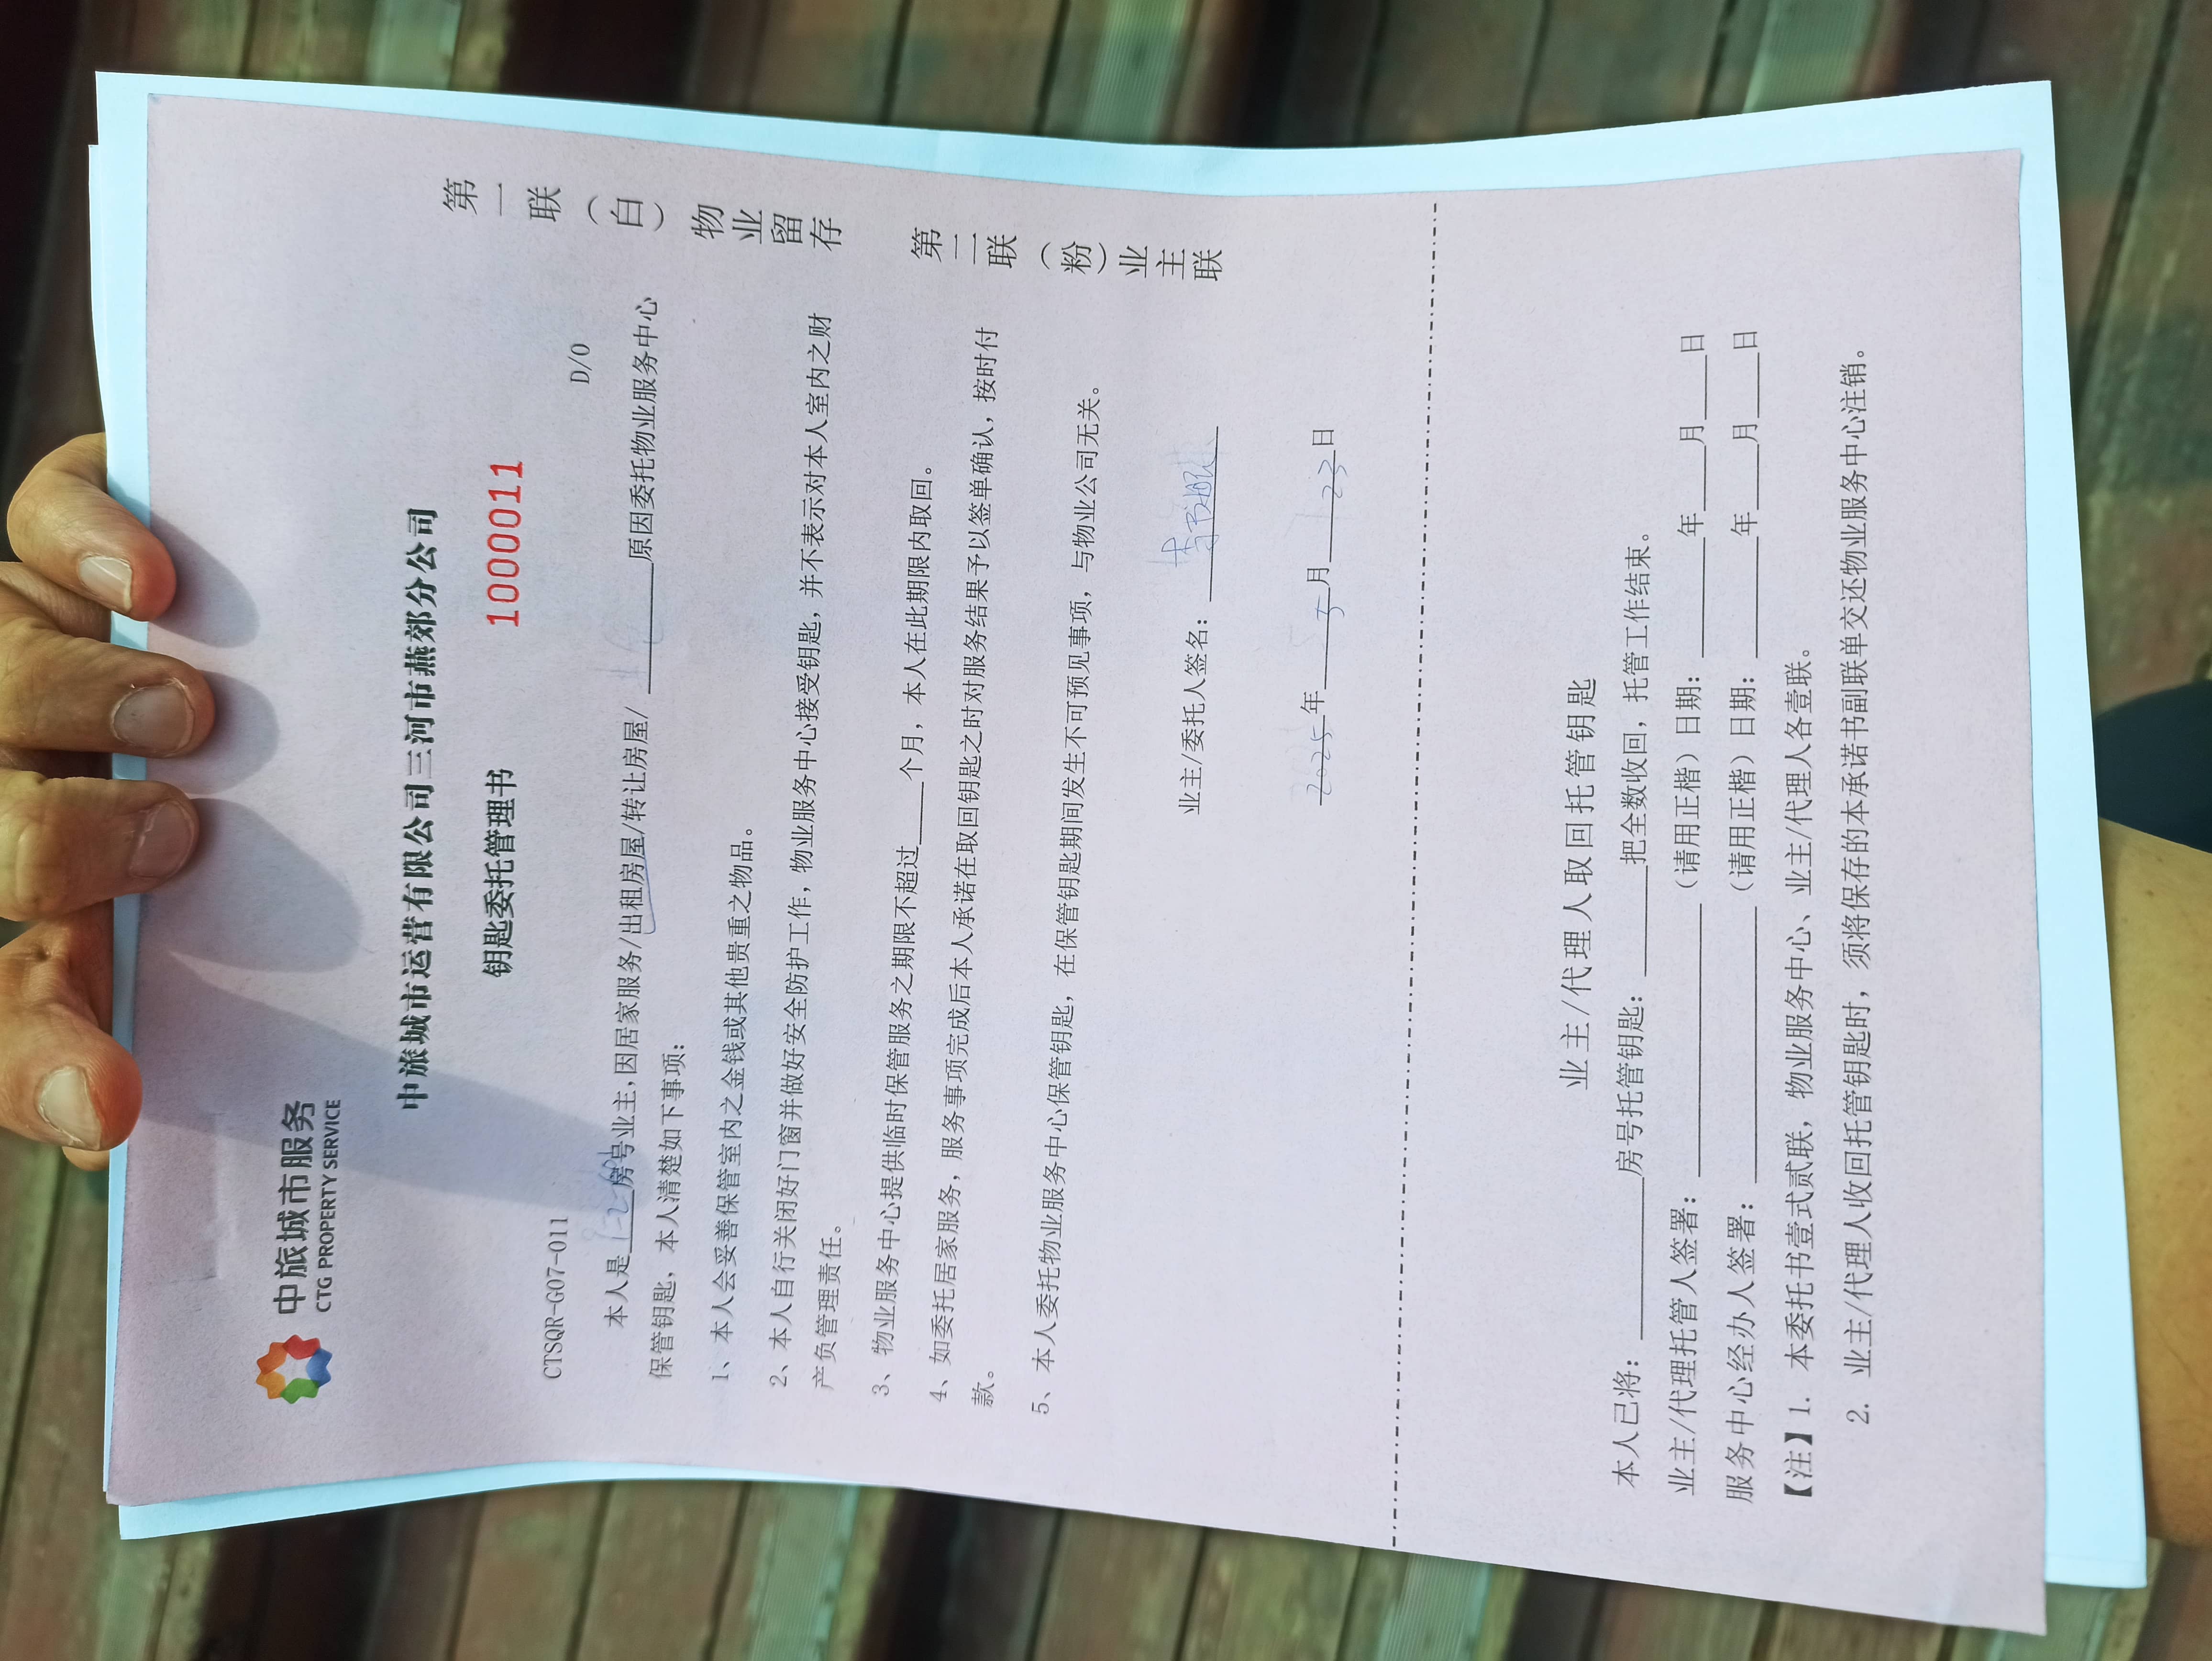 中旅城市服务
CTG PROPERTY SERVICE
中旅城市运营有限公司三河市燕郊分公司
钥匙委托管理书
1000011
CTSQR-G07-011
D/0
本人是____房号业主,因居家服务/出租房屋/转让房屋/________原因委托物业服务中心
保管钥匙，本人清楚如下事项：
1、本人会妥善保管室内之金钱或其他贵重之物品。
2、本人自行关闭好门窗并做好安全防护工作，物业服务中心接受钥匙，并不表示对本人室内之财
产负管理责任。
3、物业服务中心提供临时保管服务之期限不超过____个月，本人在此期限内取回。
4、如委托居家服务，服务事项完成后本人承诺在取回钥匙之时对服务结果予以签单确认，按时付
款。
5、本人委托物业服务中心保管钥匙，在保管钥匙期间发生不可预见事项，与物业公司无关。
业主/委托人签名：
2025年 5月 23日
业主/代理人取回托管钥匙
本人已将：__________房号托管钥匙：_______把全数收回，托管工作结束。
业主/代理托管人签署：________________（请用正楷）日期：_______年____月____日
服务中心经办人签署：________________（请用正楷）日期：_______年____月____日
【注】1. 本委托书壹式贰联，物业服务中心、业主/代理人各壹联。
2. 业主/代理人收回托管钥匙时，须将保存的本承诺书副联单交还物业服务中心注销。
第一联（白）物业留存 第二联（粉）业主联